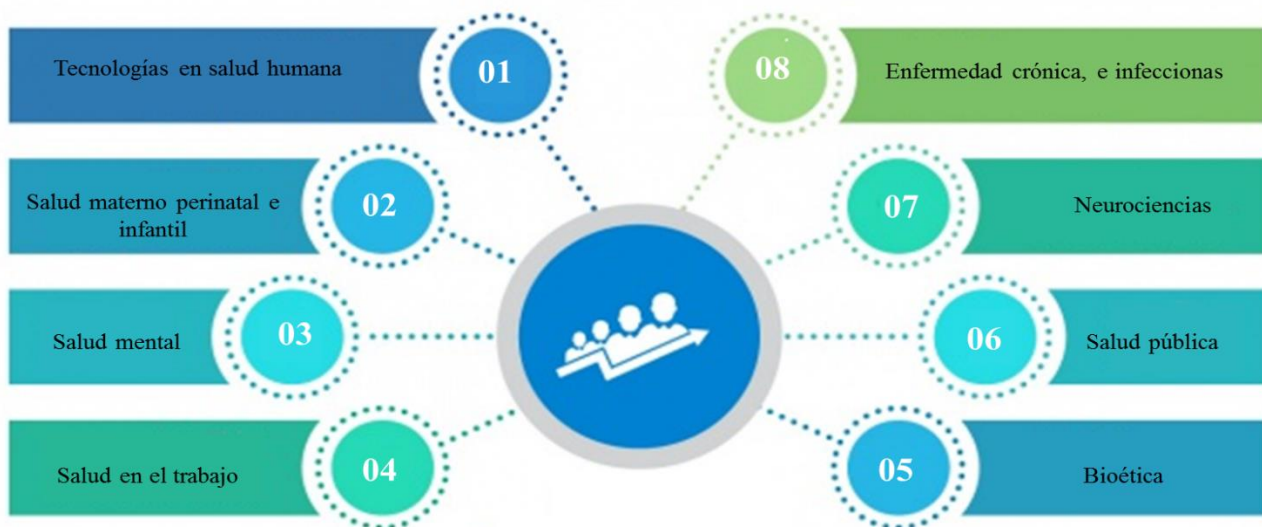 Tecnologías en salud humana
01
Salud materno perinatal e
infantil
02
Salud mental
03
Salud en el trabajo
04
08
Enfermedad crónica, e infeccionas
07
Neurociencias
06
Salud pública
05
Bioética